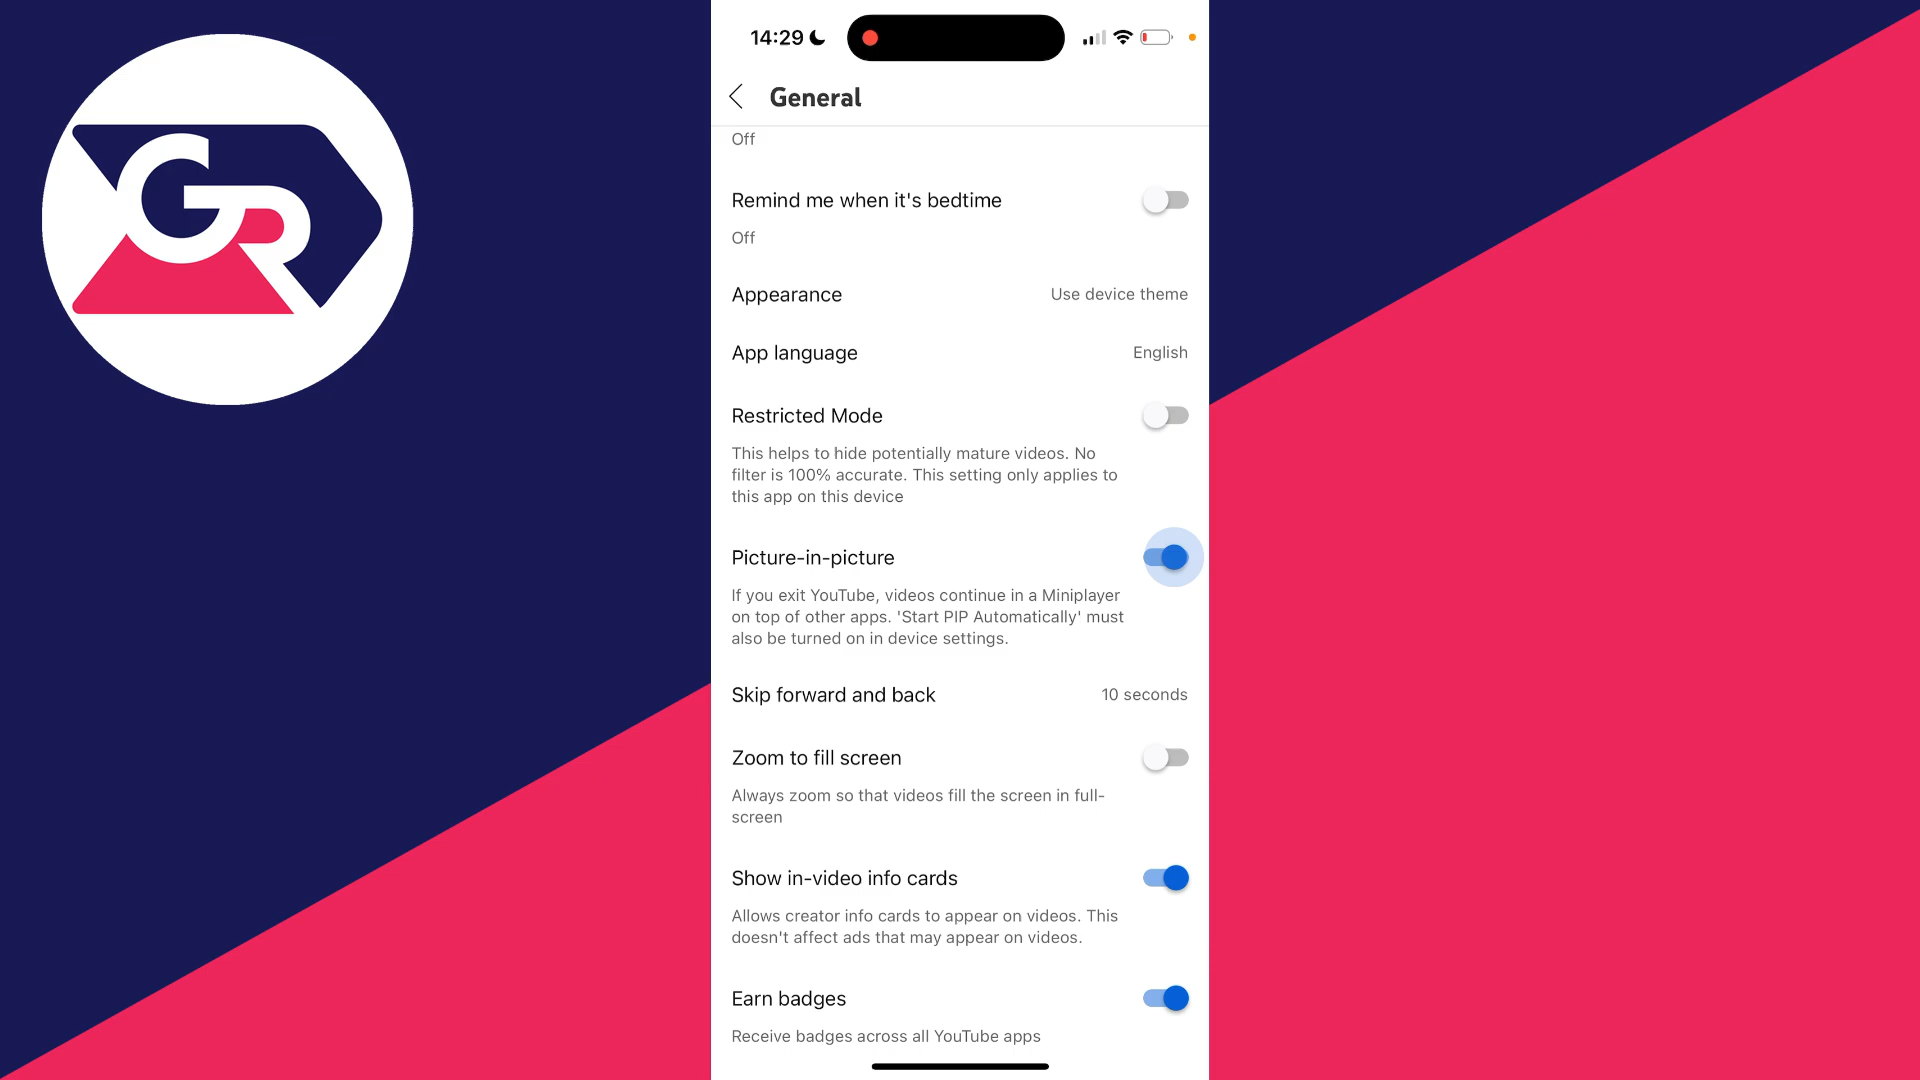 14:29
General
Off
Remind me when it's bedtime
Off
Appearance
Use device theme
App language
English
Restricted Mode
This helps to hide potentially mature videos. No
filter is 100% accurate. This setting only applies to
this app on this device
Picture-in-picture
If you exit YouTube, videos continue in a Miniplayer
on top of other apps. 'Start PIP Automatically' must
also be turned on in device settings.
Skip forward and back
10 seconds
Zoom to fill screen
Always zoom so that videos fill the screen in full-
screen
Show in-video info cards
Allows creator info cards to appear on videos. This
doesn't affect ads that may appear on videos.
Earn badges
Receive badges across all YouTube apps
GR